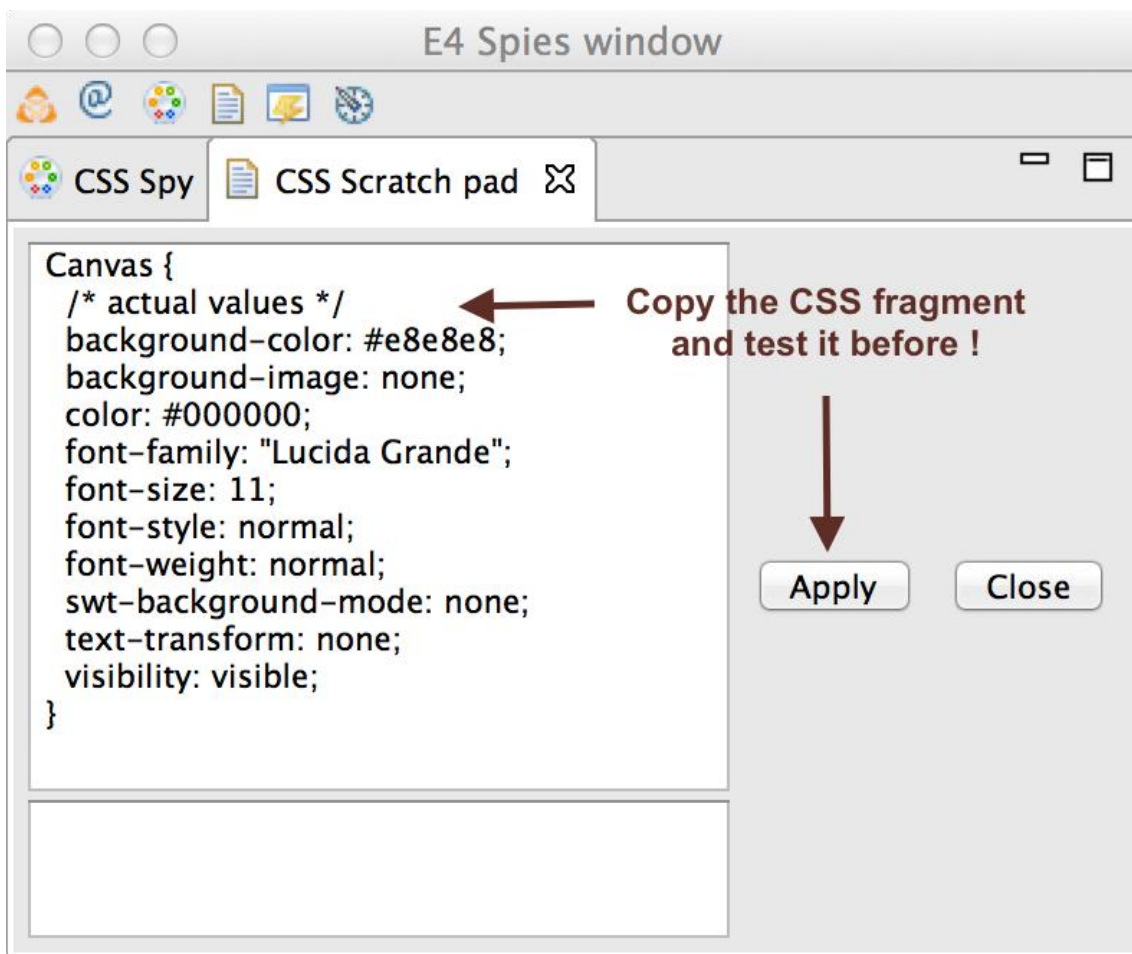 E4 Spies window
CSS Spy
CSS Scratch pad
Canvas {
/* actual values */
background-color: #e8e8e8;
background-image: none;
color: #000000;
font-family: "Lucida Grande";
font-size: 11;
font-style: normal;
font-weight: normal;
swt-background-mode: none;
text-transform: none;
visibility: visible;
}
Copy the CSS fragment
and test it before !
Apply
Close